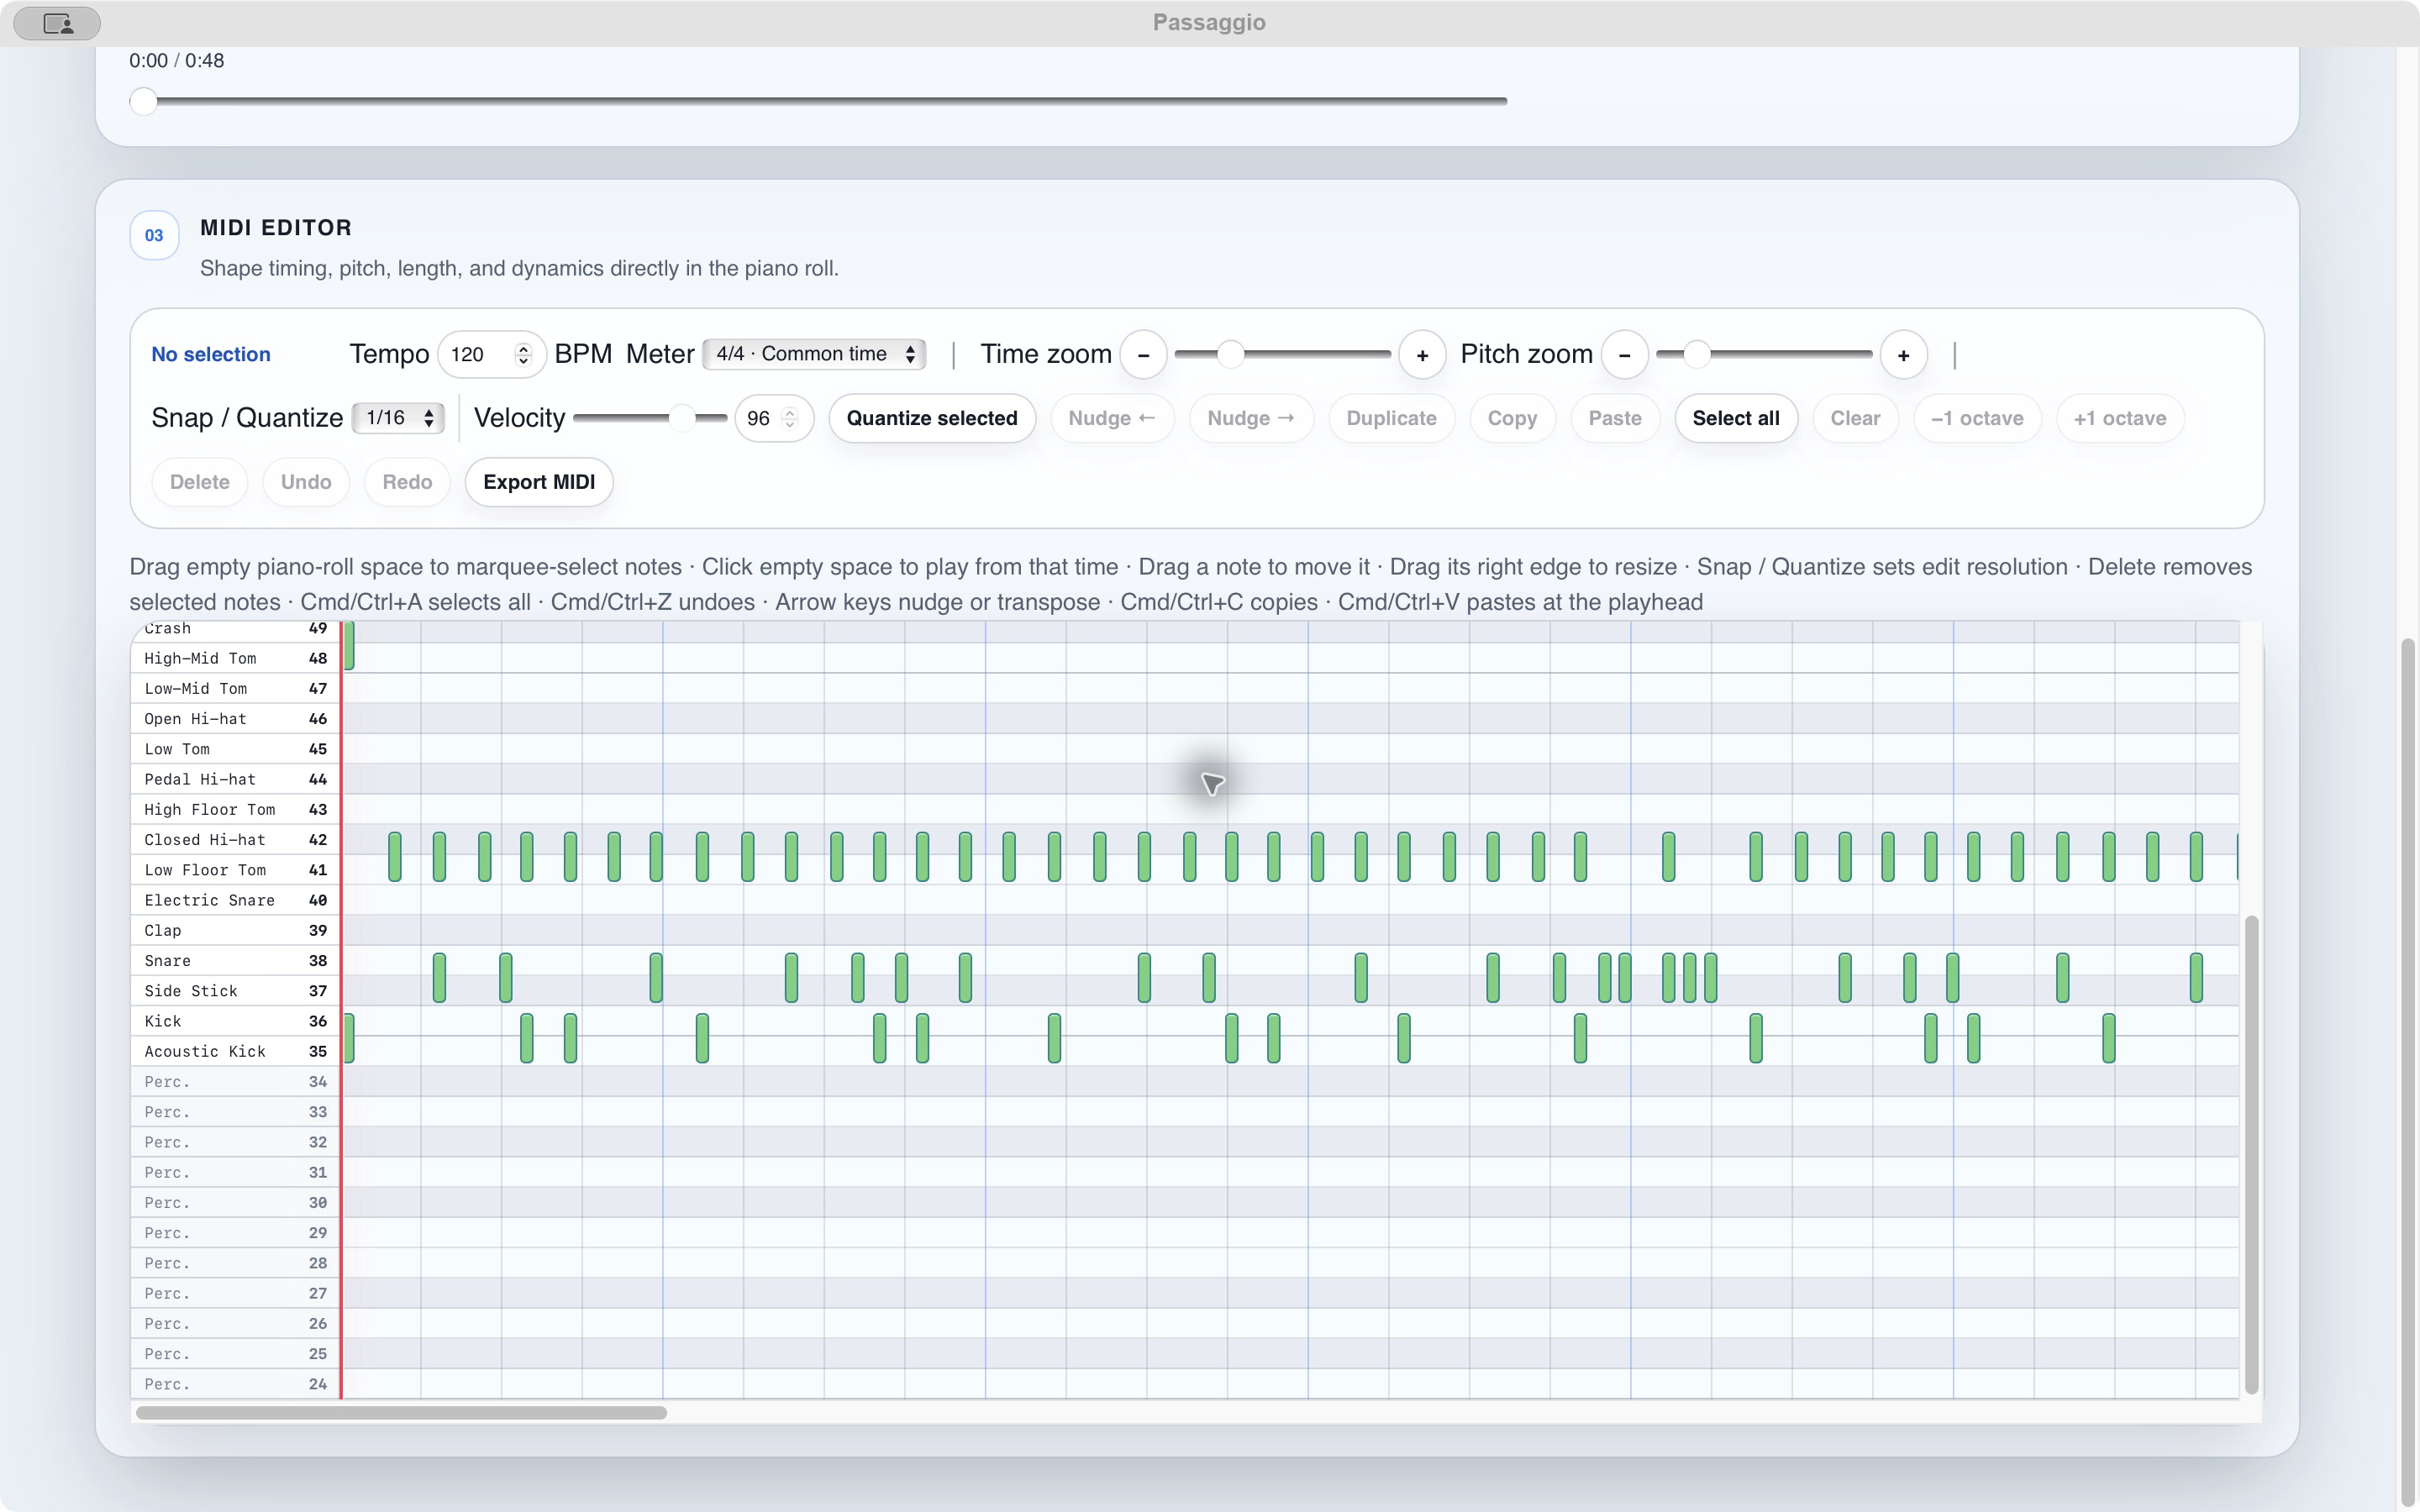 Passaggio
0:00 / 0:48
03
MIDI EDITOR
Shape timing, pitch, length, and dynamics directly in the piano roll.
No selection Tempo 120 BPM Meter 4/4 · Common time | Time zoom − + Pitch zoom − + |
Snap / Quantize 1/16 Velocity 96 Quantize selected Nudge ← Nudge → Duplicate Copy Paste Select all Clear −1 octave +1 octave
Delete Undo Redo Export MIDI
Drag empty piano-roll space to marquee-select notes · Click empty space to play from that time · Drag a note to move it · Drag its right edge to resize · Snap / Quantize sets edit resolution · Delete removes
selected notes · Cmd/Ctrl+A selects all · Cmd/Ctrl+Z undoes · Arrow keys nudge or transpose · Cmd/Ctrl+C copies · Cmd/Ctrl+V pastes at the playhead
Crash 49
High-Mid Tom 48
Low-Mid Tom 47
Open Hi-hat 46
Low Tom 45
Pedal Hi-hat 44
High Floor Tom 43
Closed Hi-hat 42
Low Floor Tom 41
Electric Snare 40
Clap 39
Snare 38
Side Stick 37
Kick 36
Acoustic Kick 35
Perc. 34
Perc. 33
Perc. 32
Perc. 31
Perc. 30
Perc. 29
Perc. 28
Perc. 27
Perc. 26
Perc. 25
Perc. 24